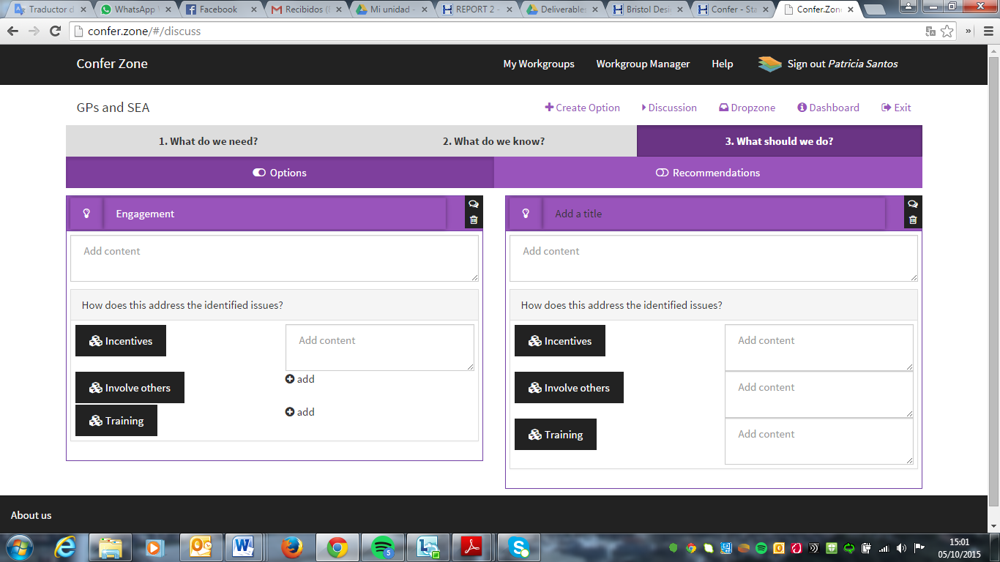 Traductor d
WhatsApp
Facebook
Recibidos (
Mi unidad -
REPORT 2 -
Deliverables
Bristol Desi
Confer - Sta
Confer.Zon
confer.zone/#/discuss
Confer Zone
My Workgroups
Workgroup Manager
Help
Sign out Patricia Santos
GPs and SEA
Create Option
Discussion
Dropzone
Dashboard
Exit
1. What do we need?
2. What do we know?
3. What should we do?
Options
Recommendations
Engagement
Add content
How does this address the identified issues?
Incentives
Add content
Involve others
add
Training
add
Add a title
Add content
How does this address the identified issues?
Incentives
Add content
Involve others
Add content
Training
Add content
About us
5
15:01
05/10/2015